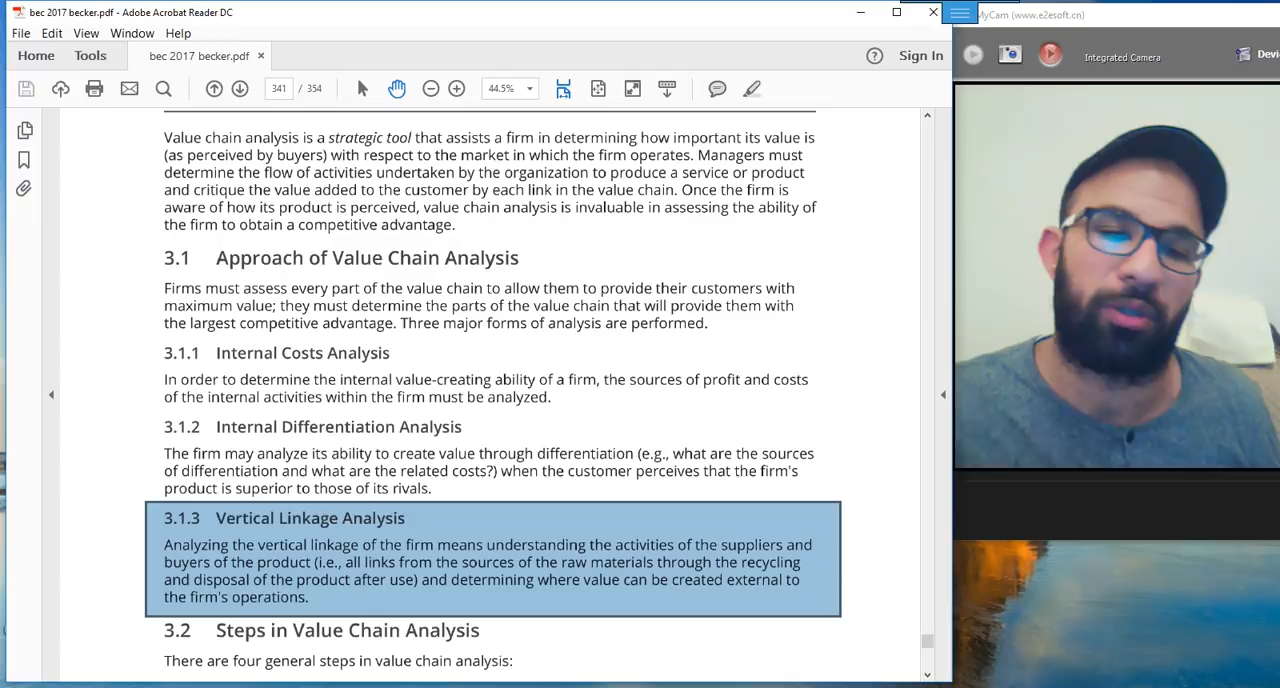 bec 2017 becker.pdf - Adobe Acrobat Reader DC
MyCam (www.e2esoft.cn)
File Edit View Window Help
Home Tools bec 2017 becker.pdf × Sign In
Integrated Camera
Devi
341 / 354 44.5%
Value chain analysis is a strategic tool that assists a firm in determining how important its value is
(as perceived by buyers) with respect to the market in which the firm operates. Managers must
determine the flow of activities undertaken by the organization to produce a service or product
and critique the value added to the customer by each link in the value chain. Once the firm is
aware of how its product is perceived, value chain analysis is invaluable in assessing the ability of
the firm to obtain a competitive advantage.
3.1 Approach of Value Chain Analysis
Firms must assess every part of the value chain to allow them to provide their customers with
maximum value; they must determine the parts of the value chain that will provide them with
the largest competitive advantage. Three major forms of analysis are performed.
3.1.1 Internal Costs Analysis
In order to determine the internal value-creating ability of a firm, the sources of profit and costs
of the internal activities within the firm must be analyzed.
3.1.2 Internal Differentiation Analysis
The firm may analyze its ability to create value through differentiation (e.g., what are the sources
of differentiation and what are the related costs?) when the customer perceives that the firm's
product is superior to those of its rivals.
3.1.3 Vertical Linkage Analysis
Analyzing the vertical linkage of the firm means understanding the activities of the suppliers and
buyers of the product (i.e., all links from the sources of the raw materials through the recycling
and disposal of the product after use) and determining where value can be created external to
the firm's operations.
3.2 Steps in Value Chain Analysis
There are four general steps in value chain analysis: